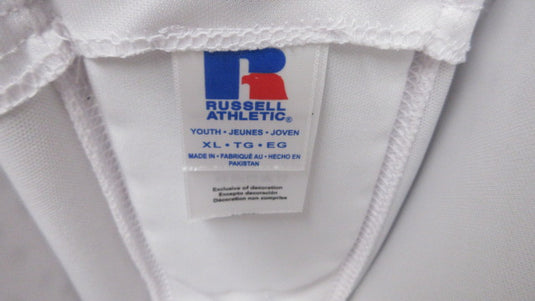 R
RUSSELL
ATHLETIC®
YOUTH • JEUNES • JOVEN
XL • TG • EG
MADE IN • FABRIQUÉ AU • HECHO EN
PAKISTAN
Exclusive of decoration
Excepto decoración
Décoration non comprise